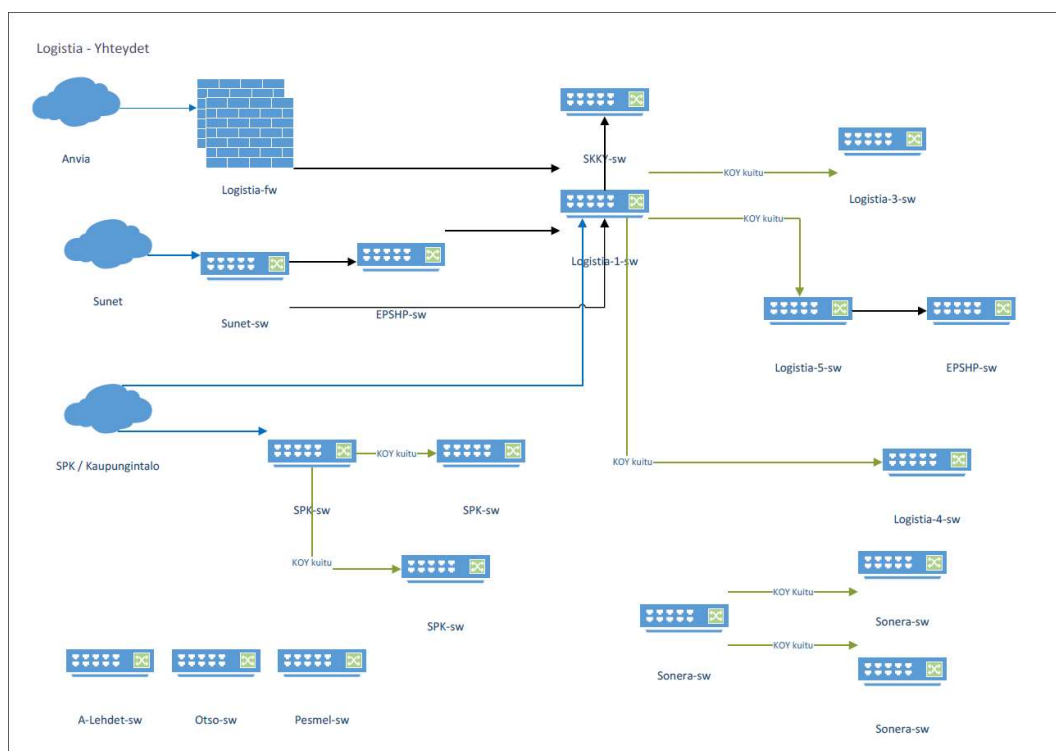 Logistia - Yhteydet
Anvia
Logistia-fw
SKKY-sw
KOY kuitu
Logistia-3-sw
KOY kuitu
Logistia-1-sw
Sunet
Sunet-sw
EPSHP-sw
Logistia-5-sw
EPSHP-sw
SPK / Kaupungintalo
KOY kuitu
KOY kuitu
SPK-sw
SPK-sw
Logistia-4-sw
KOY kuitu
SPK-sw
KOY Kuitu
Sonera-sw
KOY kuitu
Sonera-sw
Sonera-sw
A-Lehdet-sw
Otso-sw
Pesmel-sw